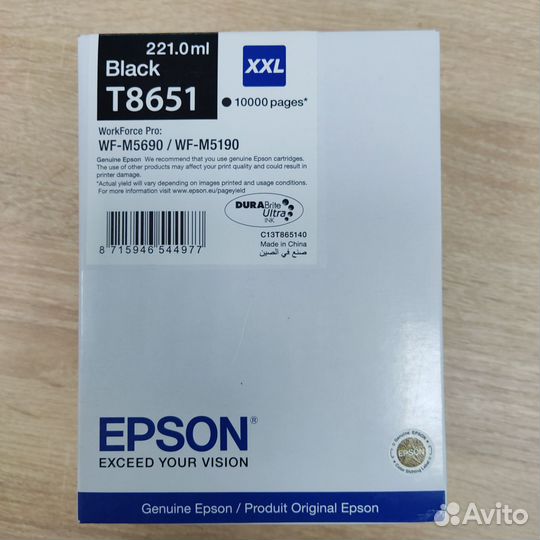 221.0ml
Black
T8651
XXL
10000 pages*
WorkForce Pro:
WF-M5690 / WF-M5190
Genuine Epson We recommend that you use genuine Epson cartridges.
The use of other products may affect your print quality and could result in
printer damage.
*Actual yield will vary depending on images printed and usage conditions.
For more information visit www.epson.eu/pageyield
DURABrite
Ultra
INK
8 715946 544977
C13T865140
Made in China
صنع في الصين
EPSON®
EXCEED YOUR VISION
Genuine Epson
EPSON
Genuine Epson / Produit Original Epson
Avito